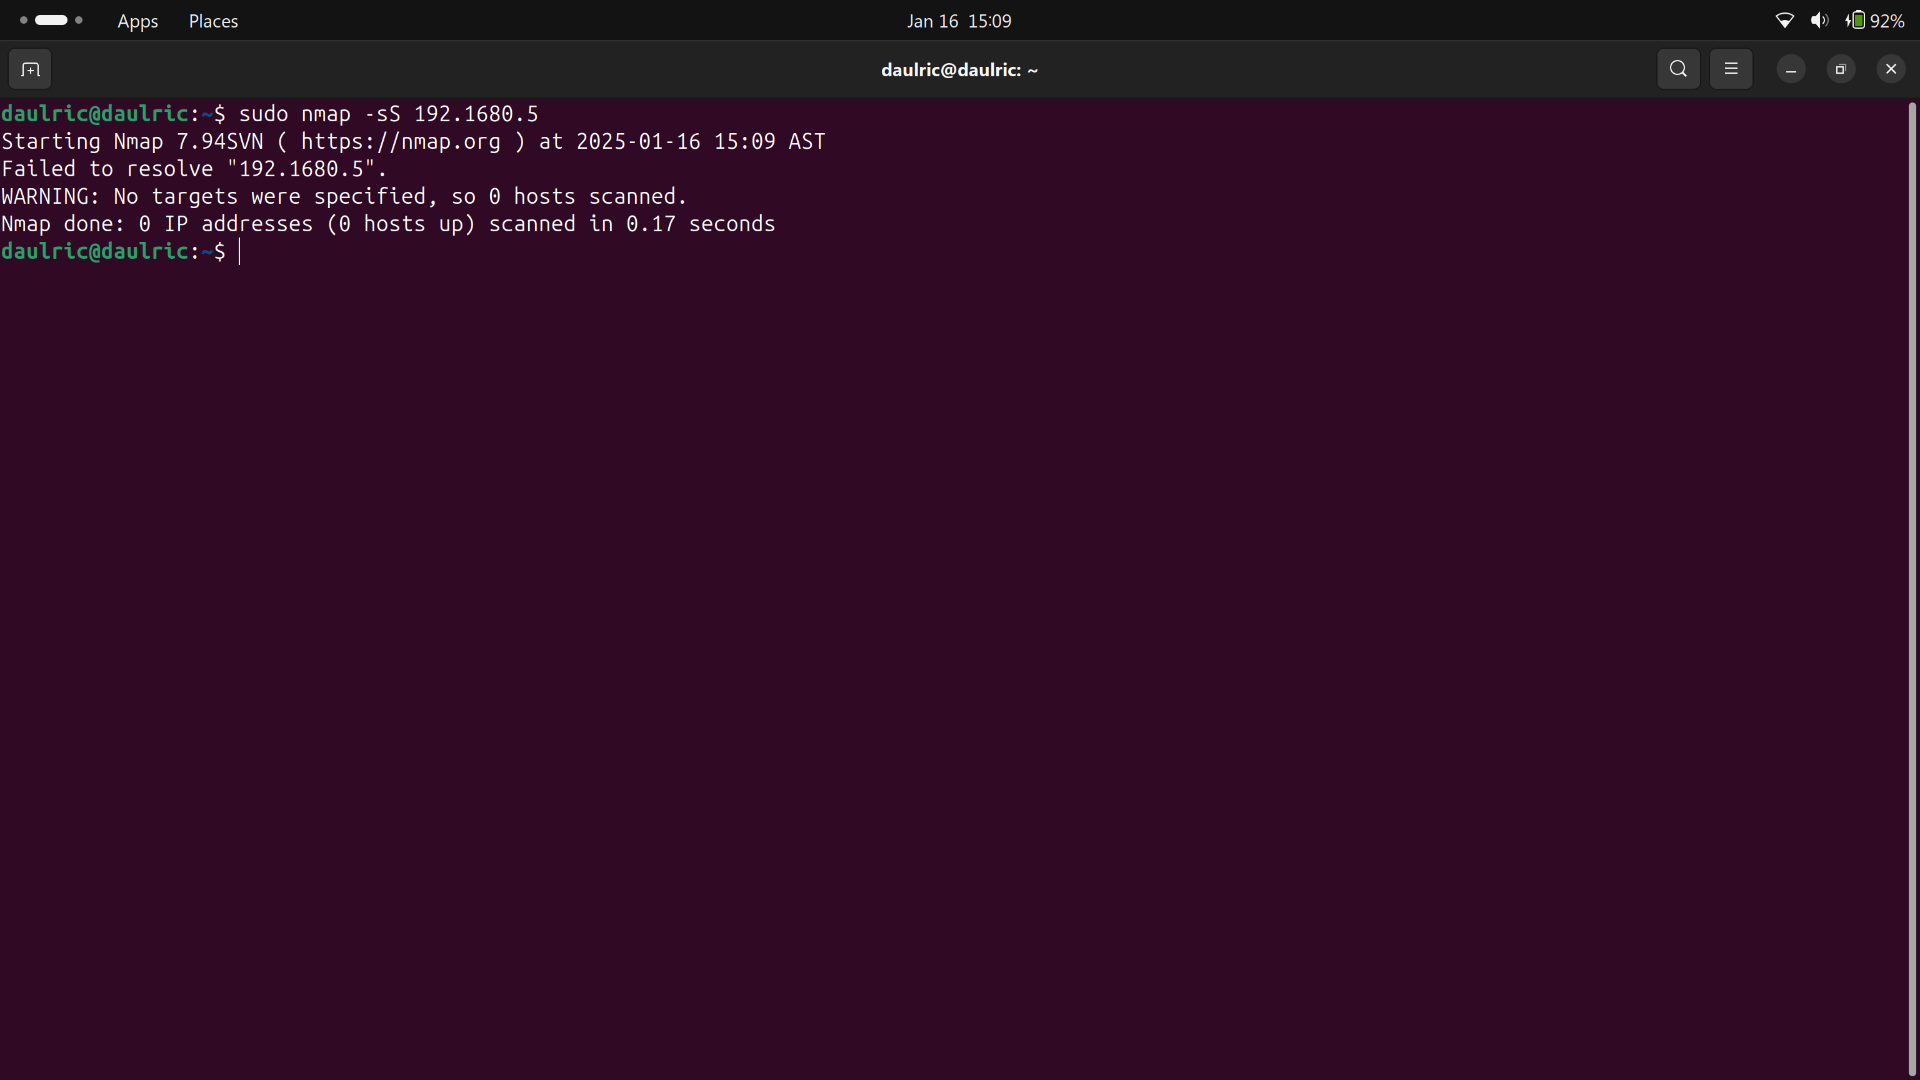 Apps Places Jan 16 15:09 92%
daulric@daulric: ~
daulric@daulric:~$ sudo nmap -sS 192.1680.5
Starting Nmap 7.94SVN ( https://nmap.org ) at 2025-01-16 15:09 AST
Failed to resolve "192.1680.5".
WARNING: No targets were specified, so 0 hosts scanned.
Nmap done: 0 IP addresses (0 hosts up) scanned in 0.17 seconds
daulric@daulric:~$